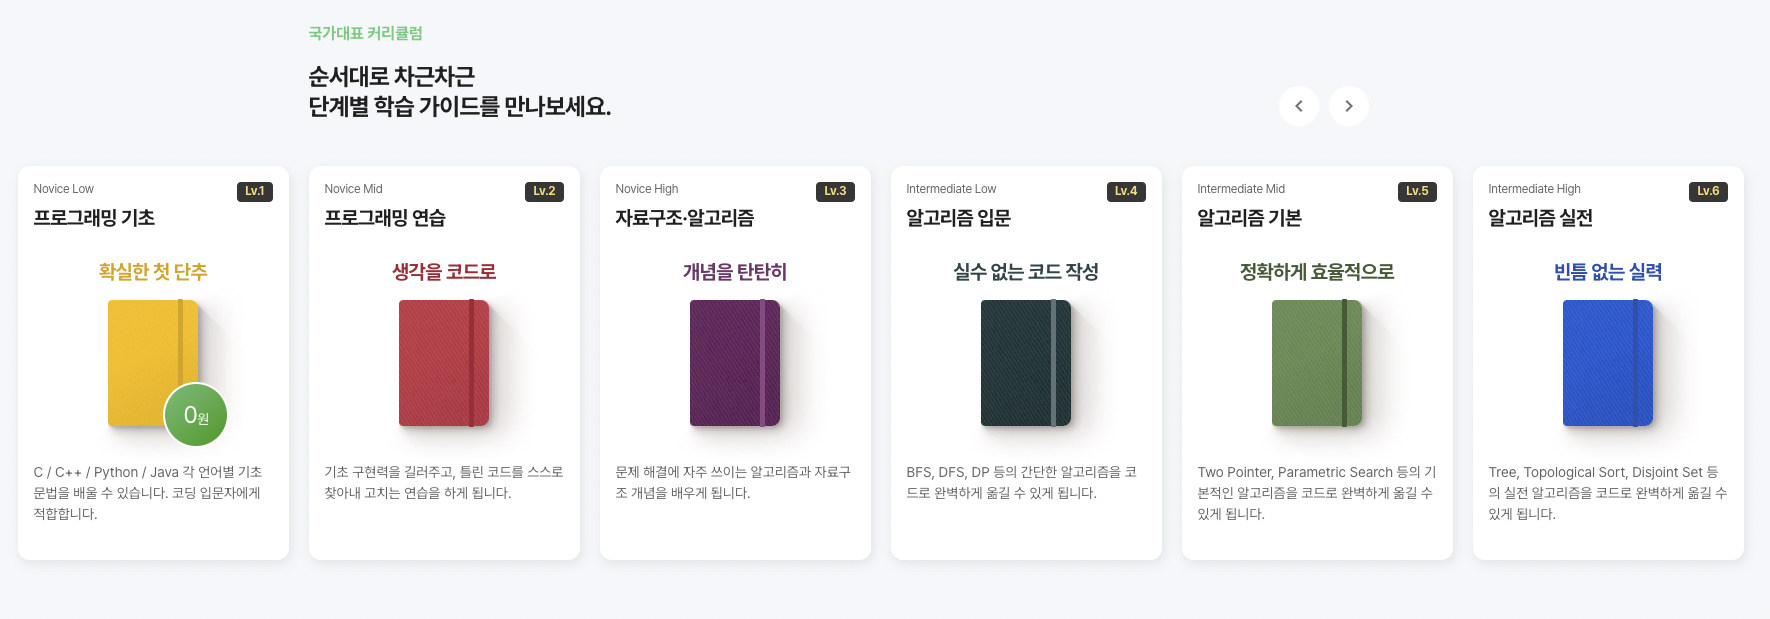 국가대표 커리큘럼
순서대로 차근차근
단계별 학습 가이드를 만나보세요.
Novice Low
Lv.1
프로그래밍 기초
확실한 첫 단추
0원
C / C++ / Python / Java 각 언어별 기초
문법을 배울 수 있습니다. 코딩 입문자에게
적합합니다.
Novice Mid
Lv.2
프로그래밍 연습
생각을 코드로
기초 구현력을 길러주고, 틀린 코드를 스스로
찾아내 고치는 연습을 하게 됩니다.
Novice High
Lv.3
자료구조·알고리즘
개념을 탄탄히
문제 해결에 자주 쓰이는 알고리즘과 자료구
조 개념을 배우게 됩니다.
Intermediate Low
Lv.4
알고리즘 입문
실수 없는 코드 작성
BFS, DFS, DP 등의 간단한 알고리즘을 코
드로 완벽하게 옮길 수 있게 됩니다.
Intermediate Mid
Lv.5
알고리즘 기본
정확하게 효율적으로
Two Pointer, Parametric Search 등의 기
본적인 알고리즘을 코드로 완벽하게 옮길 수
있게 됩니다.
Intermediate High
Lv.6
알고리즘 실전
빈틈 없는 실력
Tree, Topological Sort, Disjoint Set 등
의 실전 알고리즘을 코드로 완벽하게 옮길 수
있게 됩니다.